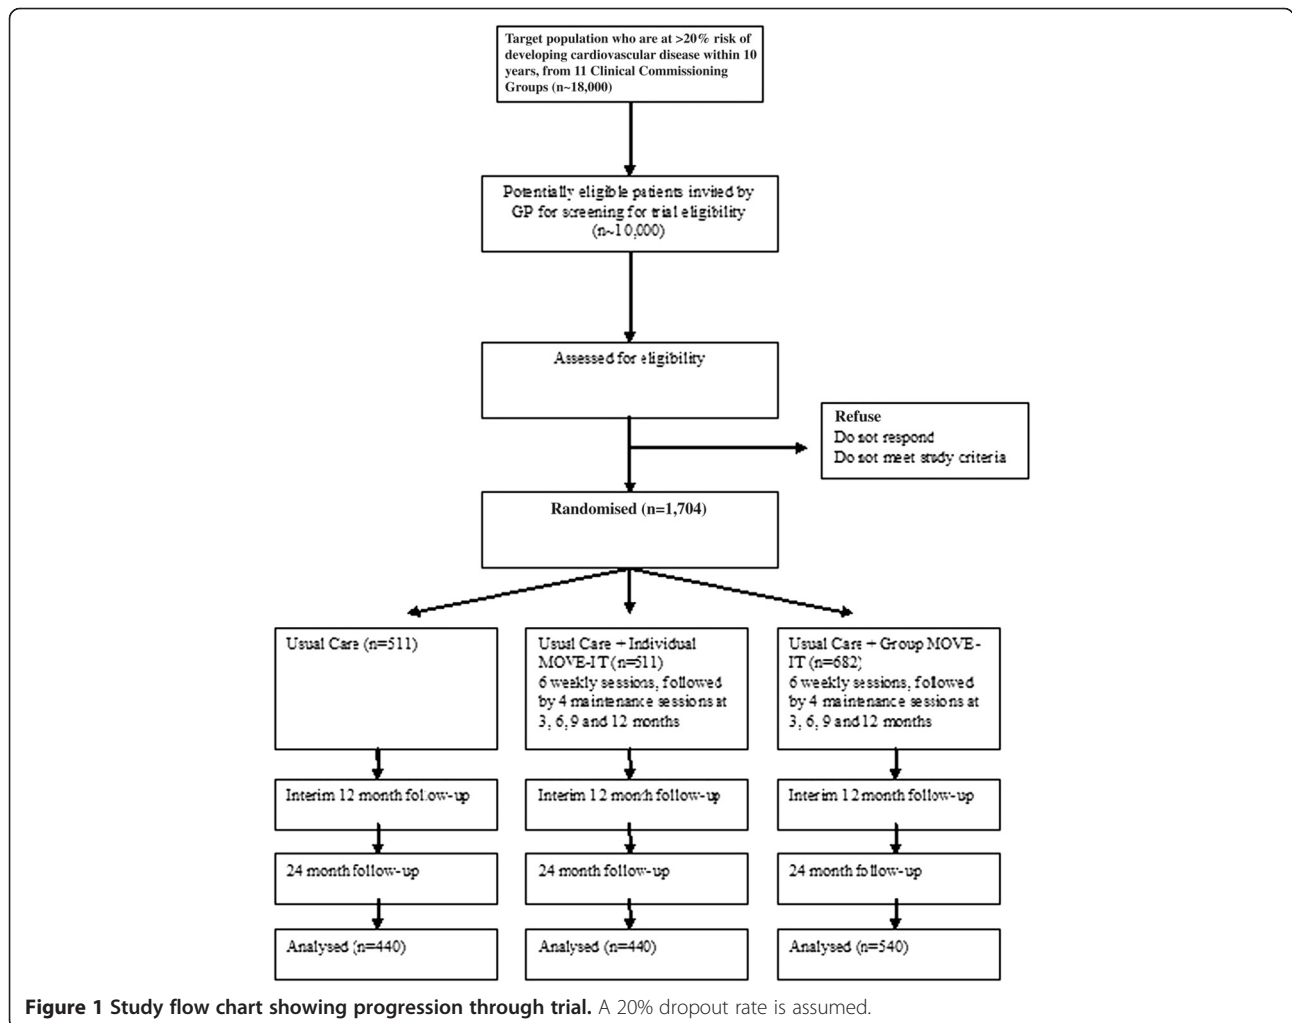 Target population who are at >20% risk of
developing cardiovascular disease within 10
years, from 11 Clinical Commissioning
Groups (n~18,000)
Potentially eligible patients invited by
GP for screening for trial eligibility
(n~10,000)
Assessed for eligibility
Refuse
Do not respond
Do not meet study criteria
Randomised (n=1,704)
Usual Care (n=511)
Usual Care + Individual
MOVE-IT (n=511)
6 weekly sessions, followed
by 4 maintenance sessions at
3, 6, 9 and 12 months
Usual Care + Group MOVE-
IT (n=682)
6 weekly sessions, followed
by 4 maintenance sessions at
3, 6, 9 and 12 months
Interim 12 month follow-up
Interim 12 month follow-up
Interim 12 month follow-up
24 month follow-up
24 month follow-up
24 month follow-up
Analysed (n=440)
Analysed (n=440)
Analysed (n=540)
Figure 1 Study flow chart showing progression through trial. A 20% dropout rate is assumed.